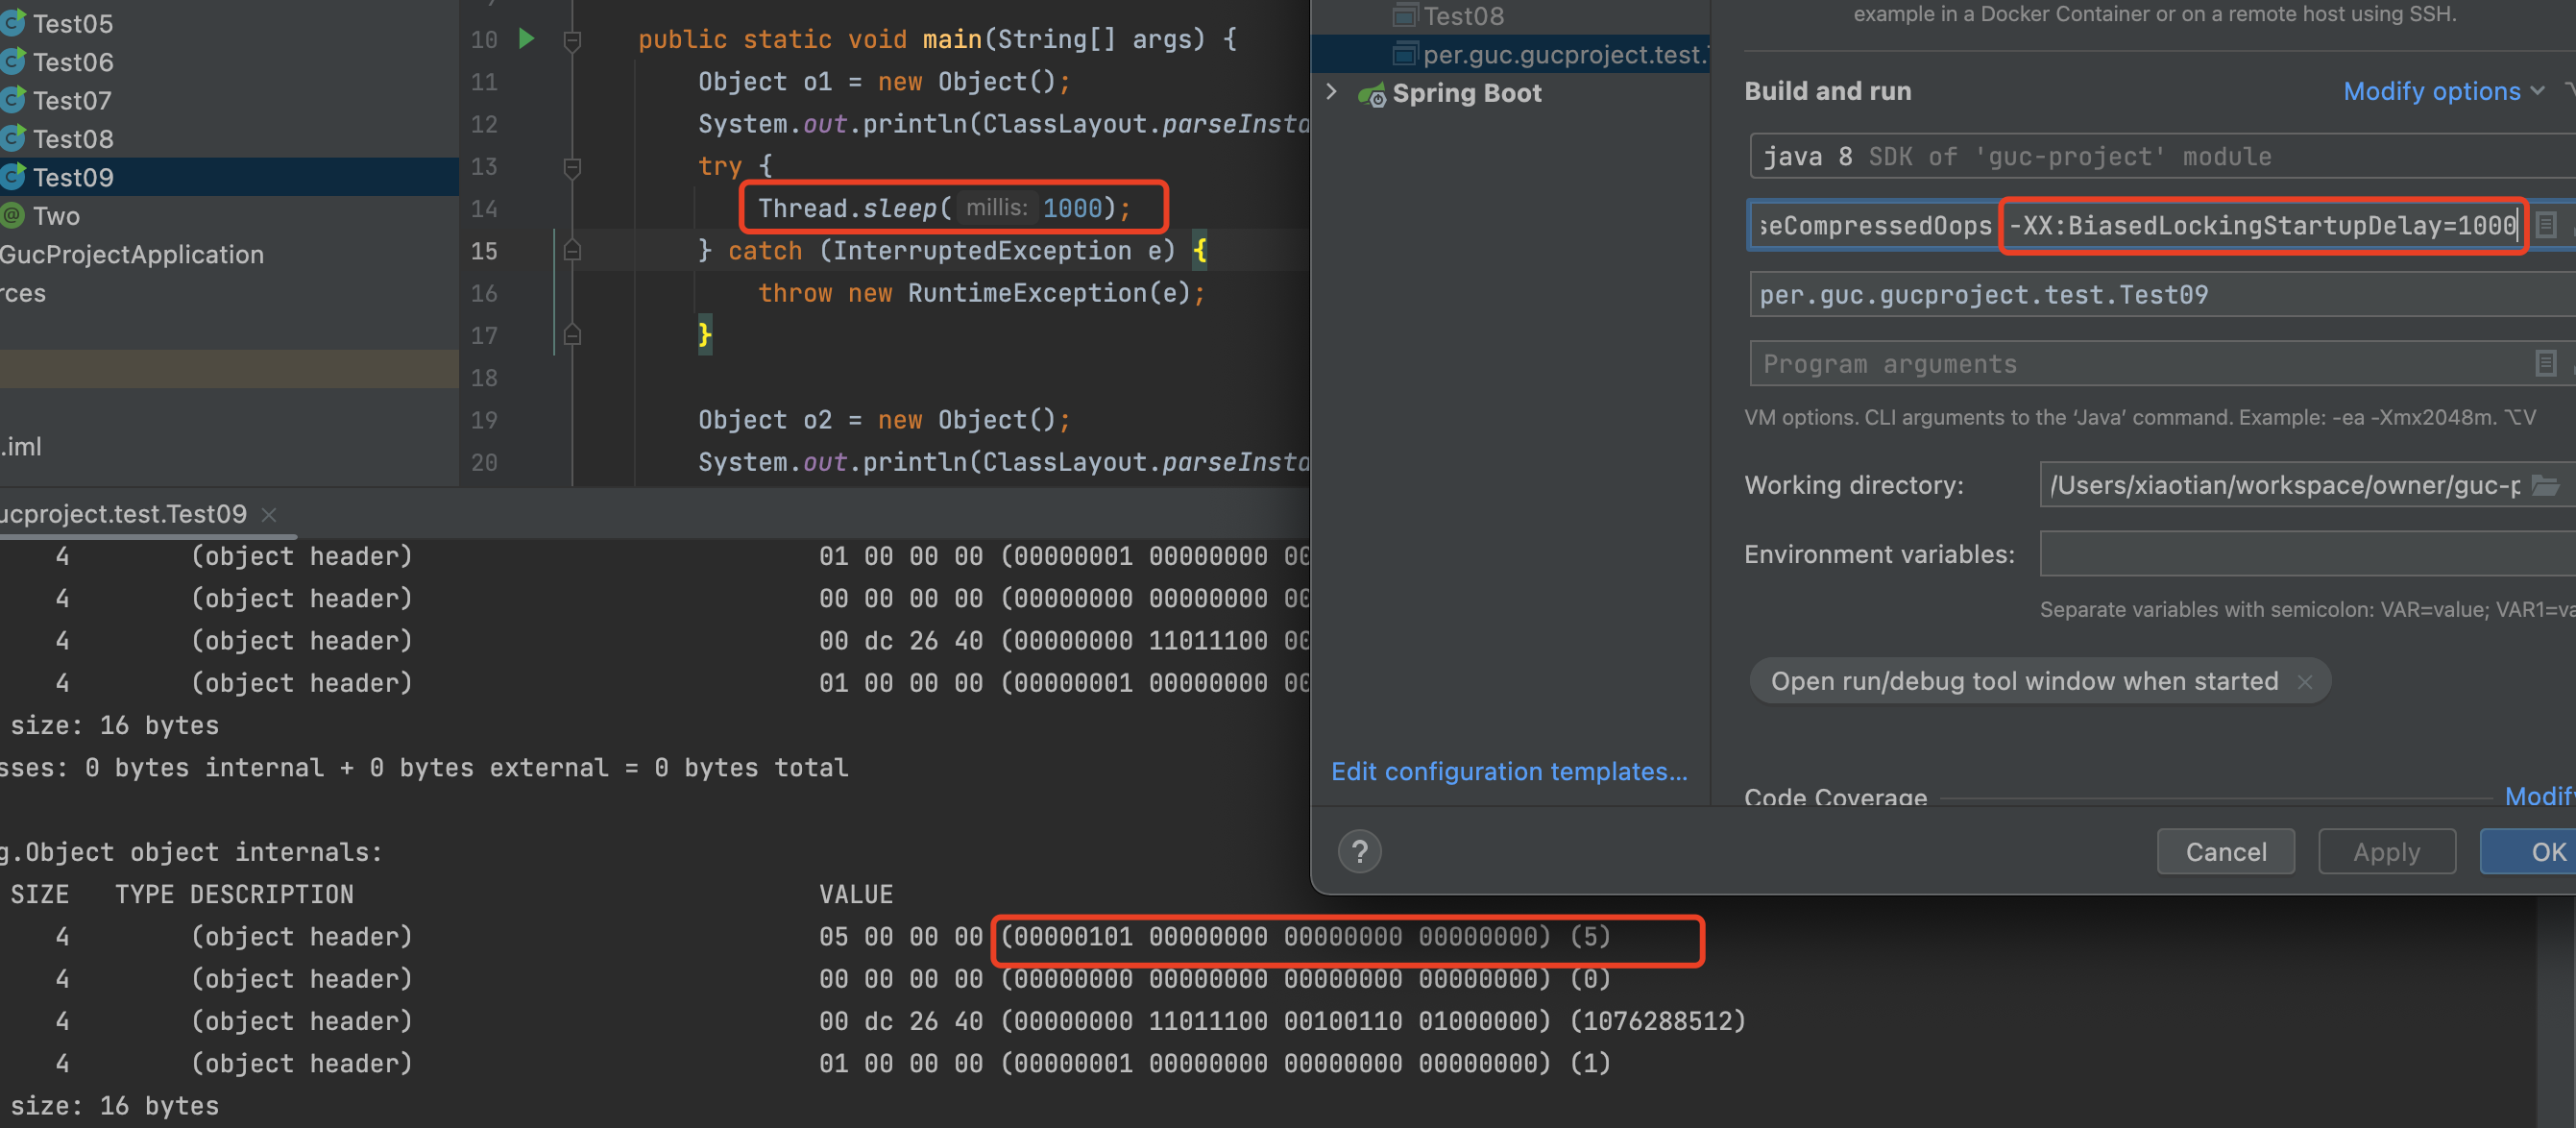 Test05
Test06
Test07
Test08
Test09
Two
GucProjectApplication
rces
.iml
10 public static void main(String[] args) {
11 Object o1 = new Object();
12 System.out.println(ClassLayout.parseInsta
13 try {
14 Thread.sleep( millis: 1000);
15 } catch (InterruptedException e) {
16 throw new RuntimeException(e);
17 }
18
19 Object o2 = new Object();
20 System.out.println(ClassLayout.parseInsta
Test08
per.guc.gucproject.test.
Spring Boot
Edit configuration templates...
example in a Docker Container or on a remote host using SSH.
Build and run
Modify options
java 8 SDK of 'guc-project' module
seCompressedOops -XX:BiasedLockingStartupDelay=1000
per.guc.gucproject.test.Test09
Program arguments
VM options. CLI arguments to the ‘Java’ command. Example: -ea -Xmx2048m. ⌥V
Working directory: /Users/xiaotian/workspace/owner/guc-p
Environment variables:
Separate variables with semicolon: VAR=value; VAR1=va
Open run/debug tool window when started ×
Code Coverage
Modify
? Cancel Apply OK
ucproject.test.Test09 ×
4 (object header) 01 00 00 00 (00000001 00000000 00
4 (object header) 00 00 00 00 (00000000 00000000 00
4 (object header) 00 dc 26 40 (00000000 11011100 00
4 (object header) 01 00 00 00 (00000001 00000000 00
size: 16 bytes
sses: 0 bytes internal + 0 bytes external = 0 bytes total
g.Object object internals:
SIZE TYPE DESCRIPTION VALUE
4 (object header) 05 00 00 00 (00000101 00000000 00000000 00000000) (5)
4 (object header) 00 00 00 00 (00000000 00000000 00000000 00000000) (0)
4 (object header) 00 dc 26 40 (00000000 11011100 00100110 01000000) (1076288512)
4 (object header) 01 00 00 00 (00000001 00000000 00000000 00000000) (1)
size: 16 bytes